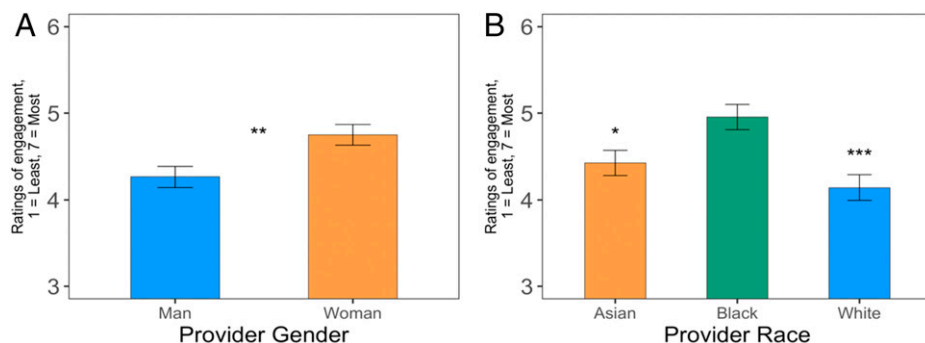 A
6
5
4
3
Ratings of engagement,
1 = Least, 7 = Most
**
Man
Woman
Provider Gender
B
6
5
4
3
Ratings of engagement,
1 = Least, 7 = Most
*
***
Asian
Black
White
Provider Race